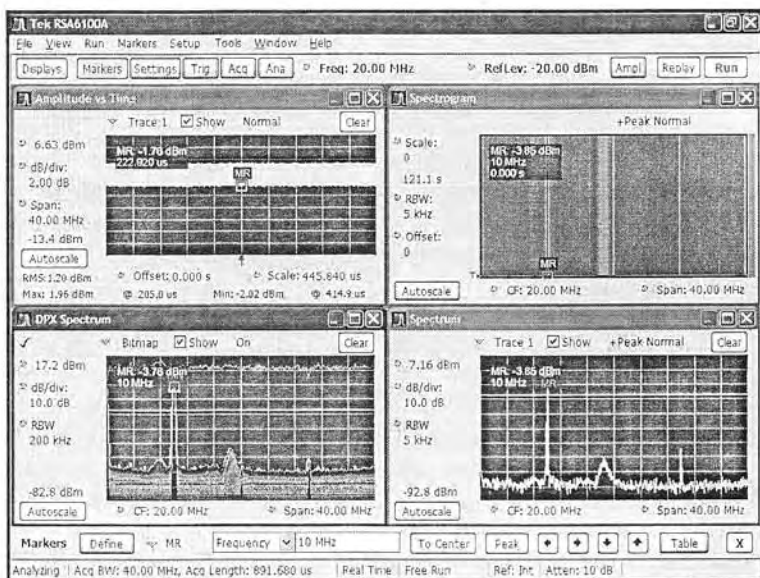 Tek RSA6100A
File View Run Markers Setup Tools Window Help
Displays Markers Settings Trig Acq Ana Freq: 20.00 MHz RefLev: -20.00 dBm Ampl Replay Run
Amplitude vs Time
Trace 1 Show Normal Clear
6.63 dBm
dB/div:
2.00 dB
Span:
40.00 MHz
-13.4 dBm
Autoscale
MR: -1.76 dBm
222.920 us
MR
Offset: 0.000 s Scale: 445.840 us
RMS: 1.20 dBm
Max: 1.96 dBm @ 205.0 us Min: -2.02 dBm @ 414.9 us
Spectrogram
+Peak Normal
Scale:
0
121.1 s
RBW:
5 kHz
Offset:
0
Autoscale
MR: -3.85 dBm
10 MHz
0.000 s
MR
CF: 20.00 MHz Span: 40.00 MHz
DPX Spectrum
Bitmap Show On Clear
17.2 dBm
dB/div:
10.0 dB
RBW
200 kHz
-82.8 dBm
Autoscale
MR: -3.78 dBm
10 MHz
CF: 20.00 MHz Span: 40.00 MHz
Spectrum
Trace 1 Show +Peak Normal Clear
7.16 dBm
dB/div:
10.0 dB
RBW
5 kHz
-92.8 dBm
Autoscale
MR: -3.85 dBm
10 MHz MR
CF: 20.00 MHz Span: 40.00 MHz
Markers Define MR Frequency 10 MHz To Center Peak Table X
Analyzing Acq BW: 40.00 MHz, Acq Length: 891.680 us Real Time Free Run Ref: Int Atten: 10 dB